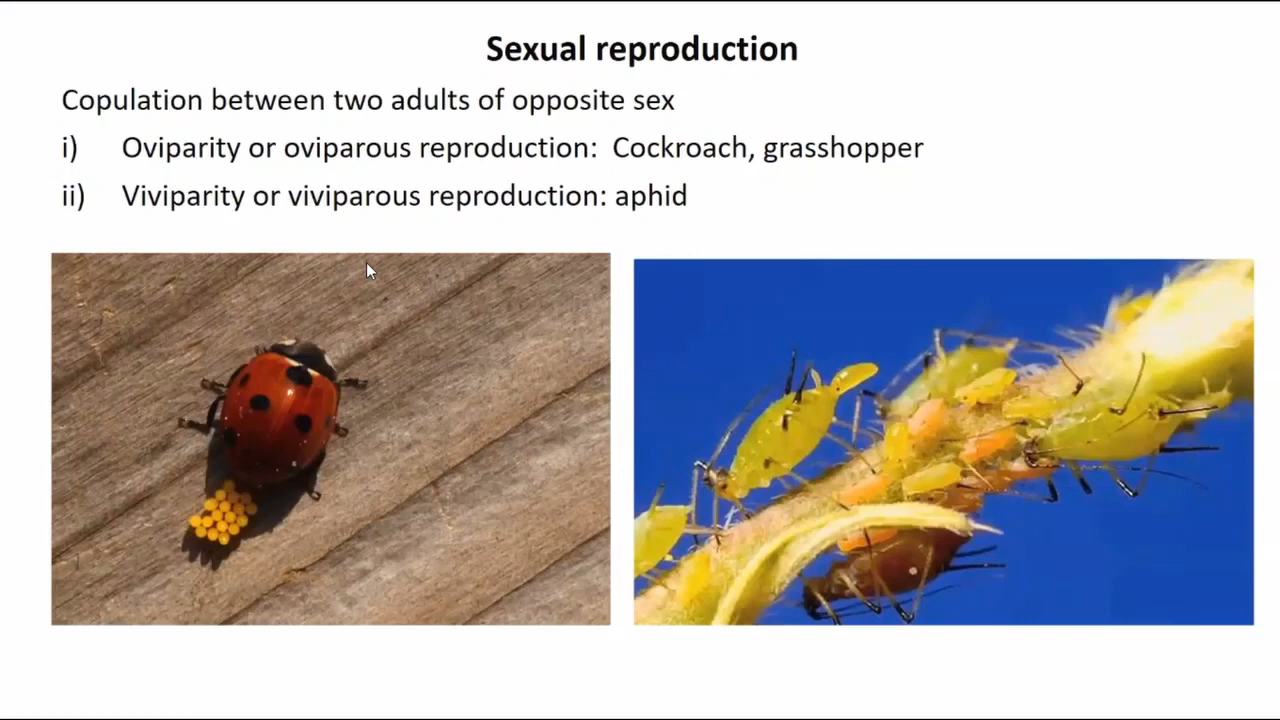 Sexual reproduction
Copulation between two adults of opposite sex
i) Oviparity or oviparous reproduction: Cockroach, grasshopper
ii) Viviparity or viviparous reproduction: aphid